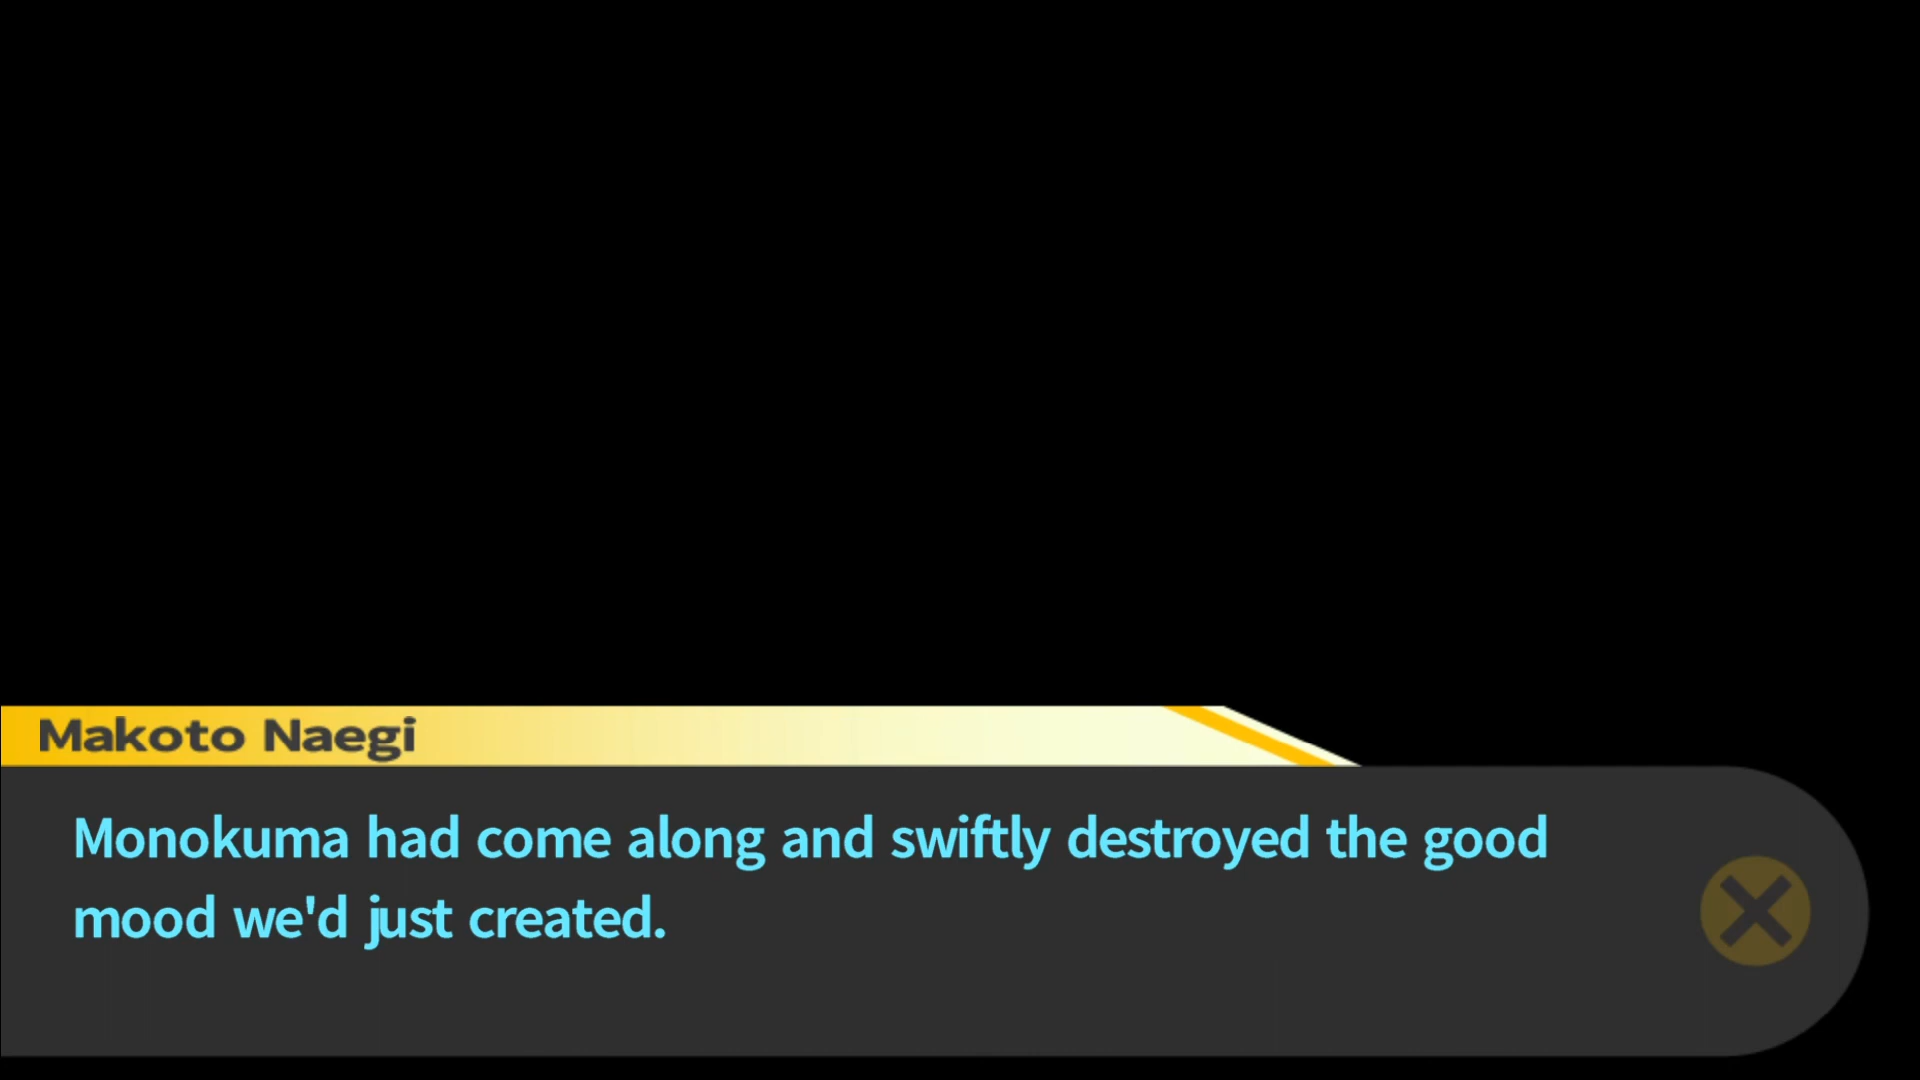 Makoto Naegi
Monokuma had come along and swiftly destroyed the good
mood we'd just created.